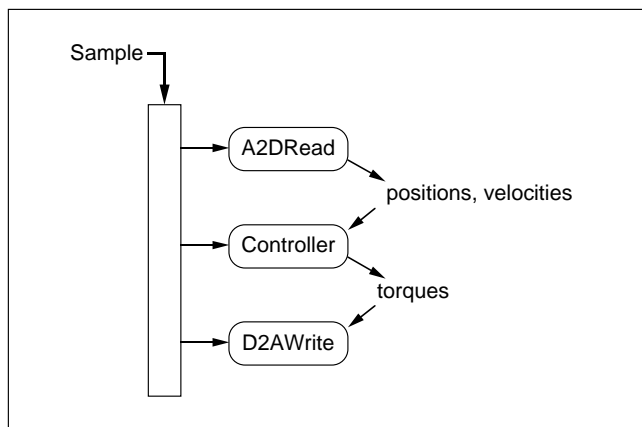 Sample
A2DRead
positions, velocities
Controller
torques
D2AWrite